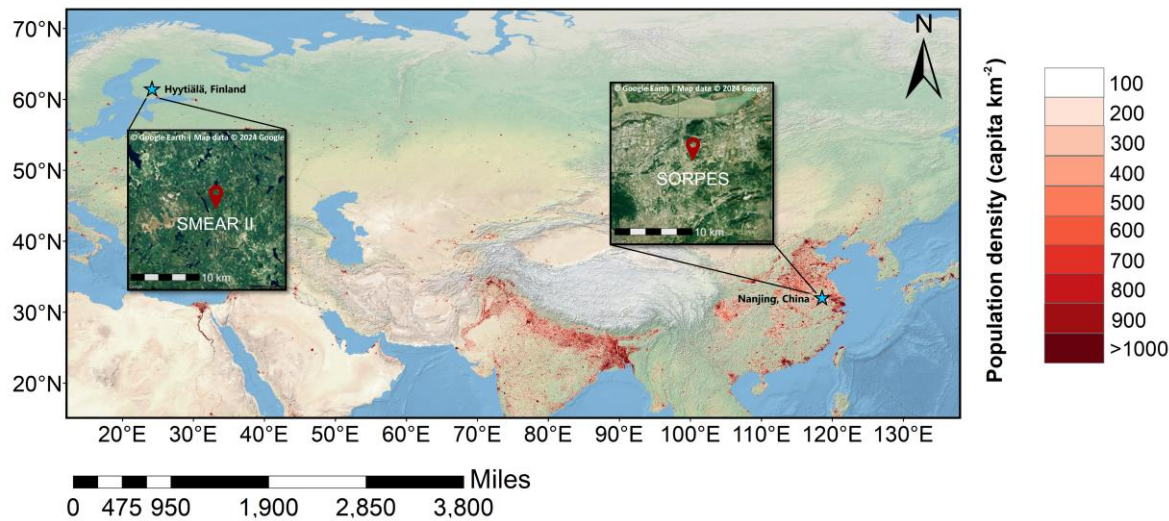 70°N
60°N
50°N
40°N
30°N
20°N
20°E 30°E 40°E 50°E 60°E 70°E 80°E 90°E 100°E 110°E 120°E 130°E
Hyytiälä, Finland
© Google Earth | Map data © 2024 Google
SMEAR II
10 km
© Google Earth | Map data © 2024 Google
SORPES
10 km
Nanjing, China
N
Population density (capita km⁻²)
100
200
300
400
500
600
700
800
900
>1000
Miles
0 475 950 1,900 2,850 3,800